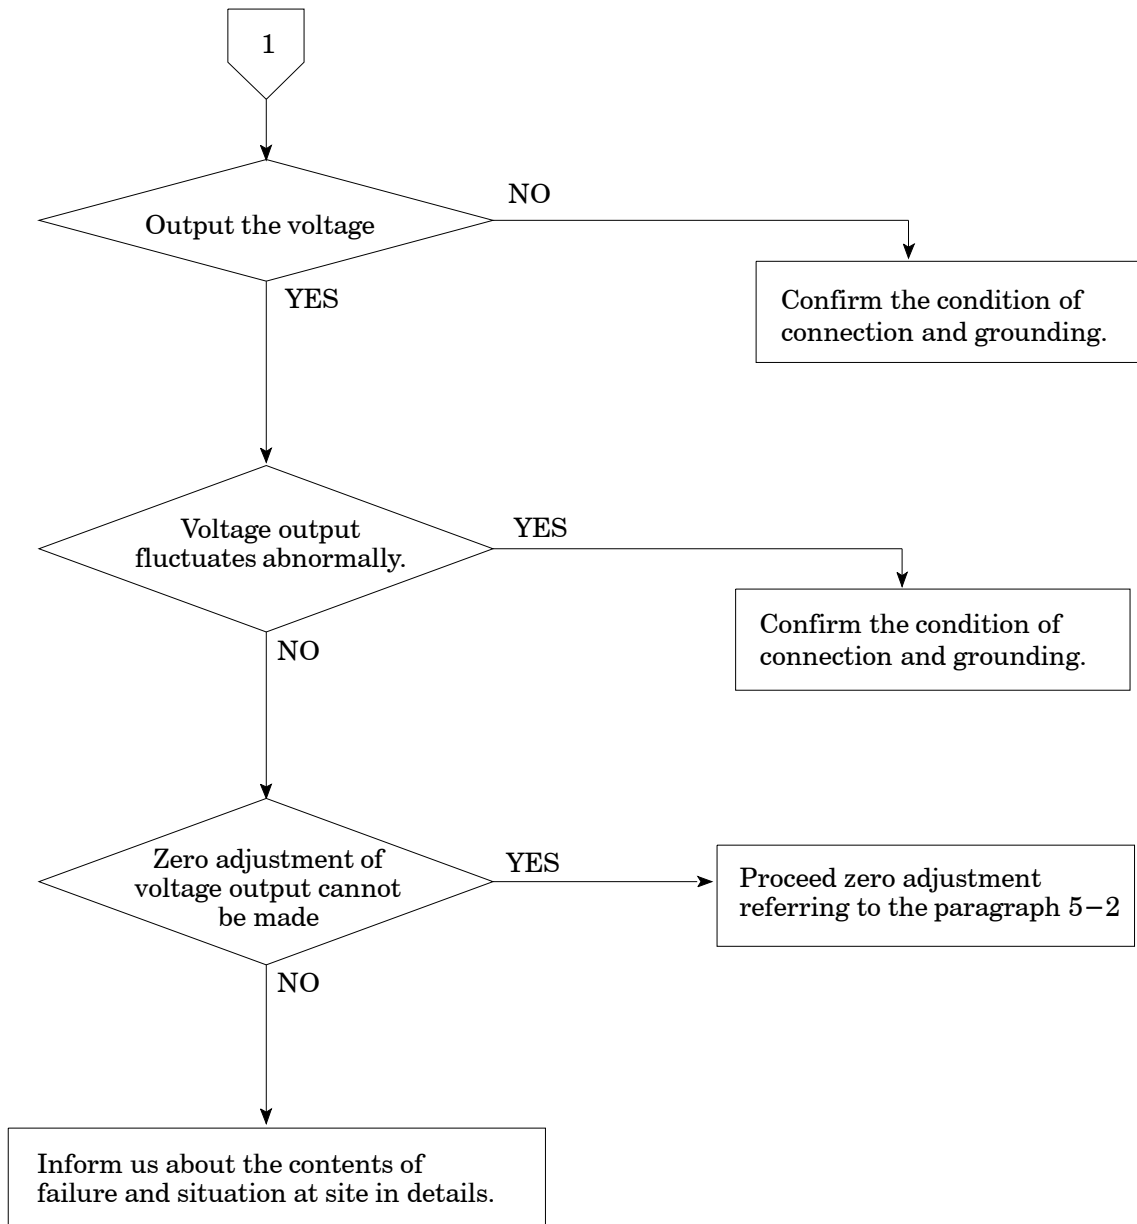 1
Output the voltage
NO
YES
Confirm the condition of
connection and grounding.
Voltage output
fluctuates abnormally.
YES
NO
Confirm the condition of
connection and grounding.
Zero adjustment of
voltage output cannot
be made
YES
NO
Proceed zero adjustment
referring to the paragraph 5−2
Inform us about the contents of
failure and situation at site in details.